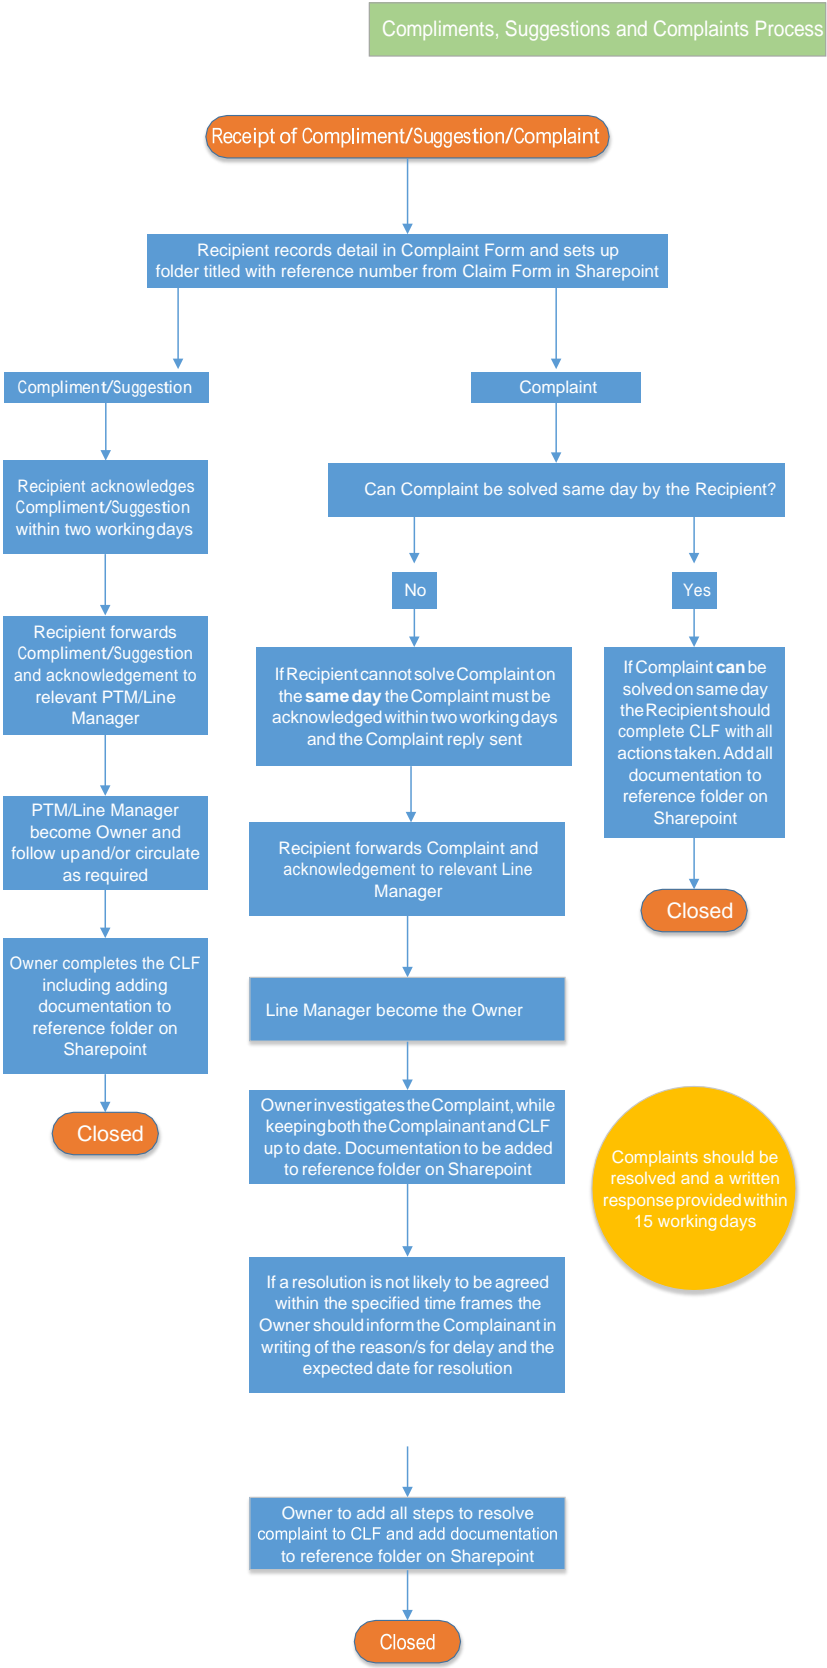 Compliments, Suggestions and Complaints Process
Receipt of Compliment/Suggestion/Complaint
Recipient records detail in Complaint Form and sets up
folder titled with reference number from Claim Form in Sharepoint
Compliment/Suggestion
Complaint
Recipient acknowledges
Compliment/Suggestion
within two working days
Can Complaint be solved same day by the Recipient?
No
Yes
Recipient forwards
Compliment/Suggestion
and acknowledgement to
relevant PTM/Line
Manager
If Recipient cannot solve Complaint on
the same day the Complaint must be
acknowledged within two working days
and the Complaint reply sent
If Complaint can be
solved on same day
the Recipient should
complete CLF with all
actions taken. Add all
documentation to
reference folder on
Sharepoint
PTM/Line Manager
become Owner and
follow up and/or circulate
as required
Recipient forwards Complaint and
acknowledgement to relevant Line
Manager
Closed
Owner completes the CLF
including adding
documentation to
reference folder on
Sharepoint
Line Manager become the Owner
Closed
Owner investigates the Complaint, while
keeping both the Complainant and CLF
up to date. Documentation to be added
to reference folder on Sharepoint
Complaints should be
resolved and a written
response provided within
15 working days
If a resolution is not likely to be agreed
within the specified time frames the
Owner should inform the Complainant in
writing of the reason/s for delay and the
expected date for resolution
Owner to add all steps to resolve
complaint to CLF and add documentation
to reference folder on Sharepoint
Closed